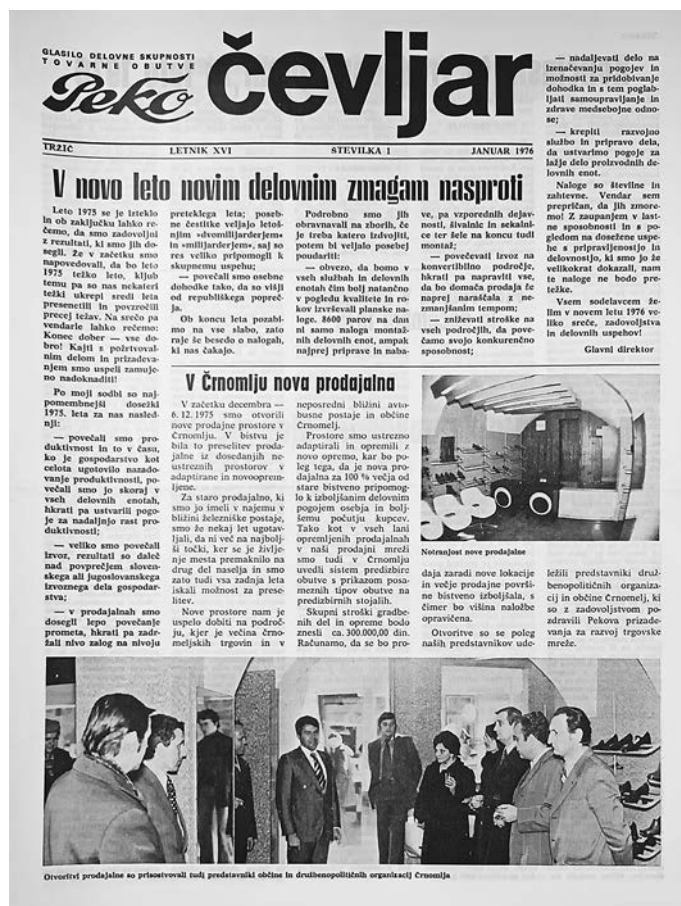 GLASILO DELOVNE SKUPNOSTI
TOVARNE OBUTVE
Peko
čevljar
TRŽIČ
LETNIK XVI
ŠTEVILKA 1
JANUAR 1976
V novo leto novim delovnim zmagam nasproti
Leto 1975 se je izteklo
in ob zaključku lahko re-
čemo, da smo zadovoljni
z rezultati, ki smo jih do-
segli. Že v začetku smo
napovedovali, da bo leto
1975 težko leto, kljub
temu pa so nas nekateri
težki ukrepi sredi leta
presenetili in povzročili
precej težav. Na srečo pa
vendarle lahko rečemo:
Konec dober — vse do-
bro! Kajti s požrtvoval-
nim delom in prizadeva-
njem smo uspeli zamuje-
no nadoknaditi!
Po moji sodbi so naj-
pomembnejši dosežki
1975. leta za nas nasled-
nji:
— povečali smo pro-
duktivnost in to v času,
ko je gospodarstvo kot
celota ugotovilo nazado-
vanje produktivnosti, po-
večali smo jo skoraj v
vseh delovnih enotah,
hkrati pa ustvarili pogo-
je za nadaljnjo rast pro-
duktivnosti;
— veliko smo povečali
izvoz, rezultati so daleč
nad povprečjem sloven-
skega ali jugoslovanskega
izvoznega dela gospodar-
stva;
— v prodajalnah smo
dosegli lepo povečanje
prometa, hkrati pa zadr-
žali nivo zalog na nivoju
preteklega leta; poseb-
ne čestitke veljajo letoš-
njim »dvomilijarderjem«
in »milijarderjem«, saj so
res veliko pripomogli k
skupnemu uspehu;
— povečali smo osebne
dohodke tako, da so višji
od republiškega popreč-
ja.
Ob koncu leta pozabi-
mo na vse slabo, zato
raje še besedo o nalogah,
ki nas čakajo.
Podrobno smo jih
obravnavali na zborih, če
je treba katero izdvojiti,
potem bi veljalo posebej
poudariti:
— obvezo, da bomo v
vseh službah in delovnih
enotah čim bolj natančno
v pogledu kvalitete in ro-
kov izvrševali planske na-
loge. 8600 parov na dan
ni samo naloga montaž-
nih delovnih enot, ampak
najprej priprave in naba-
ve, pa vzporednih dejav-
nosti, šivalnic in sekalni-
ce ter šele na koncu tudi
montaž;
— povečevati izvoz na
konvertibilno področje,
hkrati pa napraviti vse,
da bo domača prodaja še
naprej naraščala z ne-
zmanjšanim tempom;
— zniževati stroške na
vseh področjih, da pove-
čamo svojo konkurenčno
sposobnost;
— nadaljevati delo na
izenačevanju pogojev in
možnosti za pridobivanje
dohodka in s tem poglab-
ljati samoupravljanje in
zdrave medsebojne odno-
se;
— krepiti razvojno
službo in pripravo dela,
da ustvarimo pogoje za
lažje delo proizvodnih de-
lovnih enot.
Naloge so številne in
zahtevne. Vendar sem
prepričan, da jih zmore-
mo! Z zaupanjem v last-
ne sposobnosti in s po-
gledom na dosežene uspe-
he s pripravljenostjo in
delovnostjo, ki smo jo že
velikokrat dokazali, nam
te naloge ne bodo pre-
težke.
Vsem sodelavcem že-
lim v novem letu 1976 ve-
liko sreče, zadovoljstva
in delovnih uspehov!
Glavni direktor
V Črnomlju nova prodajalna
V začetku decembra —
6. 12. 1975 smo otvorili
nove prodajne prostore v
Črnomlju. V bistvu je
bila to preselitev prodaj-
jalne iz dosedanjih ne-
ustreznih prostorov v
adaptirane in novooprem-
ljene.
Za staro prodajalno, ki
smo jo imeli v najemu v
bližini železniške postaje,
smo že nekaj let ugotav-
ljali, da ni več na najbolj-
ši točki, ker se je življe-
nje mesta premaknilo na
drug del naselja in smo
zato tudi vsa zadnja leta
iskali možnost za prese-
litev.
Nove prostore nam je
uspelo dobiti na področ-
ju, kjer je večina črno-
meljskih trgovin in v
neposredni bližini avto-
busne postaje in občine
Črnomelj.
Prostore smo ustrezno
adaptirali in opremili z
novo opremo, kar bo po-
leg tega, da je nova pro-
dajalna za 100 % večja od
stare bistveno pripomog-
lo k izboljšanim delovnim
pogojem osebja in bolj-
šemu počutju kupcev.
Tako kot v vseh lani
opremljenih prodajalnah
v naši prodajni mreži
smo tudi v Črnomlju
uvedli sistem predizbire
obutve s prikazom posa-
meznih tipov obutve na
predizbirnih stojalih.
Skupni stroški gradbe-
nih del in opreme bodo
znesli ca. 300.000,00 din.
Računamo, da se bo pro-
Notranjost nove prodajalne
daja zaradi nove lokacije
in večje prodajne površi-
ne bistveno izboljšala, s
čimer bo višina naložbe
opravičena.
Otvoritve so se poleg
naših predstavnikov ude-
ležili predstavniki druž-
benopolitičnih organiza-
cij in občine Črnomelj, ki
so z zadovoljstvom po-
zdravili Pekova prizade-
vanja za razvoj trgovske
mreže.
Otvoritvi prodajalne so prisostvovali tudi predstavniki občine in družbenopolitičnih organizacij Črnomlja